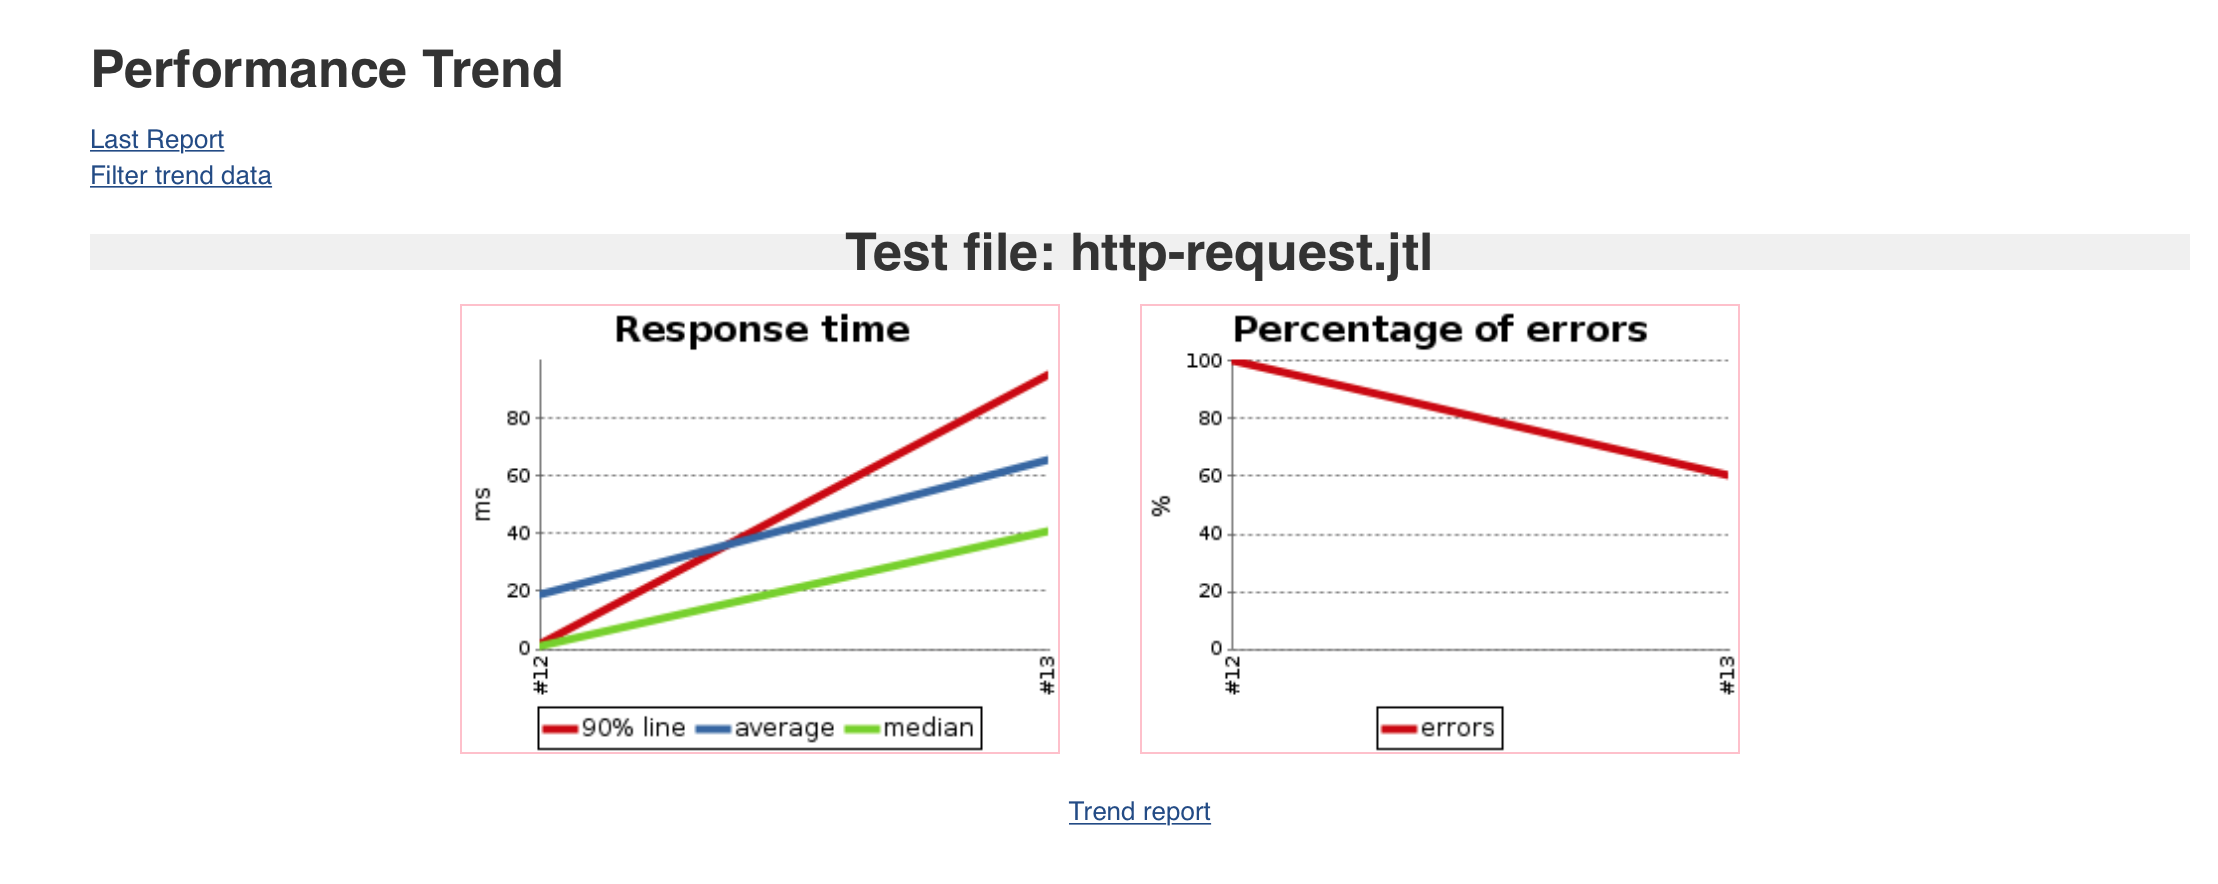 Performance Trend
Last Report
Filter trend data
Test file: http-request.jtl
Response time
80
60
40
20
0
ms
#12
#13
90% line average median
Percentage of errors
100
80
60
40
20
0
%
#12
#13
errors
Trend report